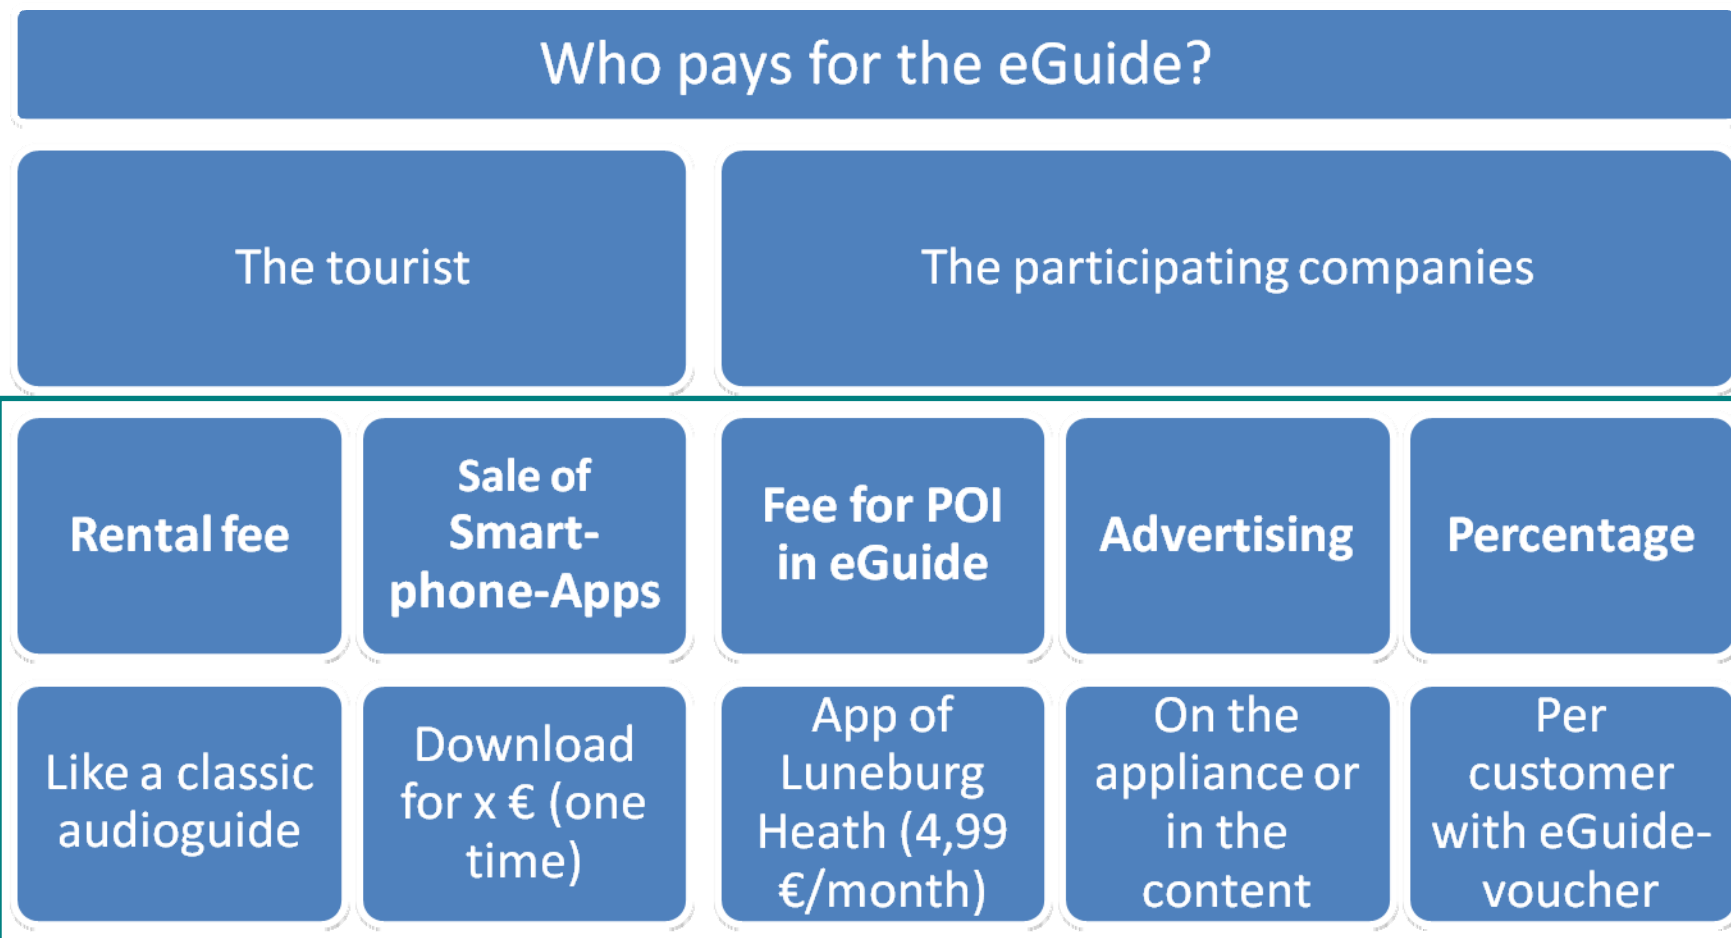 Who pays for the eGuide?
The tourist
The participating companies
Rental fee
Sale of
Smart-
phone-Apps
Fee for POI
in eGuide
Advertising
Percentage
Like a classic
audioguide
Download
for x € (one
time)
App of
Luneburg
Heath (4,99
€/month)
On the
appliance or
in the
content
Per
customer
with eGuide-
voucher